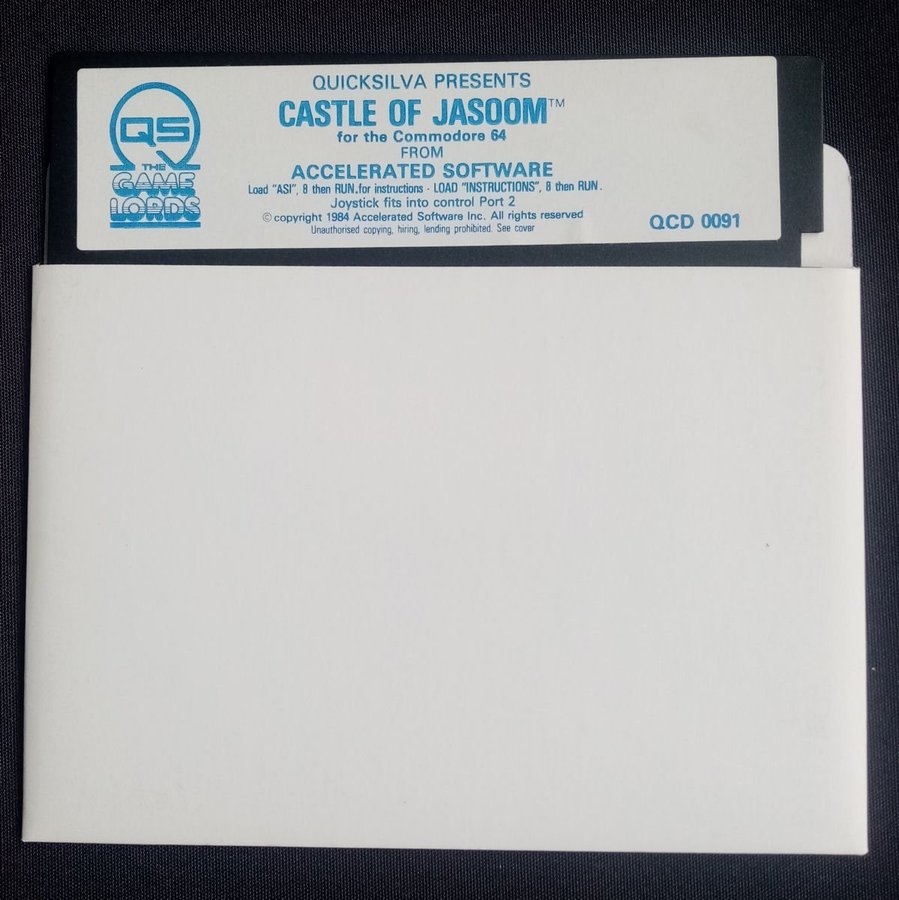 QUICKSILVA PRESENTS
CASTLE OF JASOOM™
for the Commodore 64
FROM
ACCELERATED SOFTWARE
Load "ASI", 8 then RUN.for instructions - LOAD "INSTRUCTIONS", 8 then RUN.
Joystick fits into control Port 2
© copyright 1984 Accelerated Software Inc. All rights reserved
Unauthorised copying, hiring, lending prohibited. See cover
QS
THE
GAME
LORDS
QCD 0091